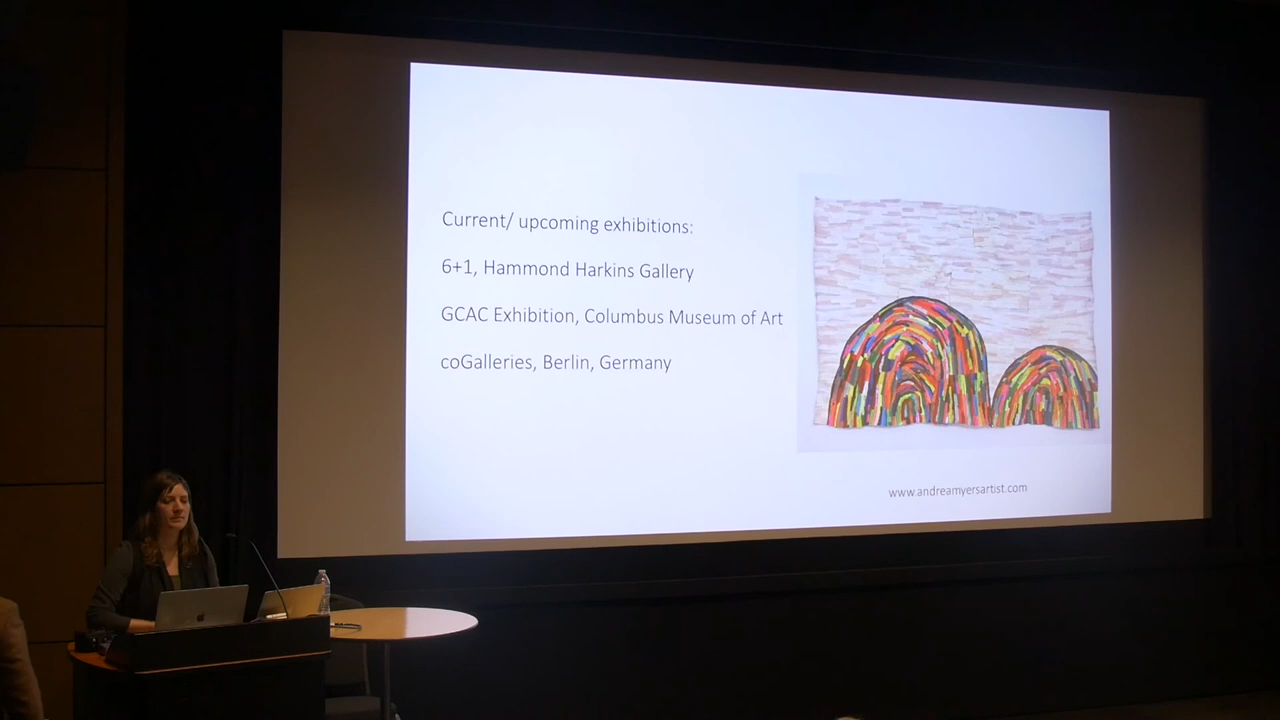 Current/ upcoming exhibitions:
6+1, Hammond Harkins Gallery
GCAC Exhibition, Columbus Museum of Art
coGalleries, Berlin, Germany
www.andreamyersartist.com